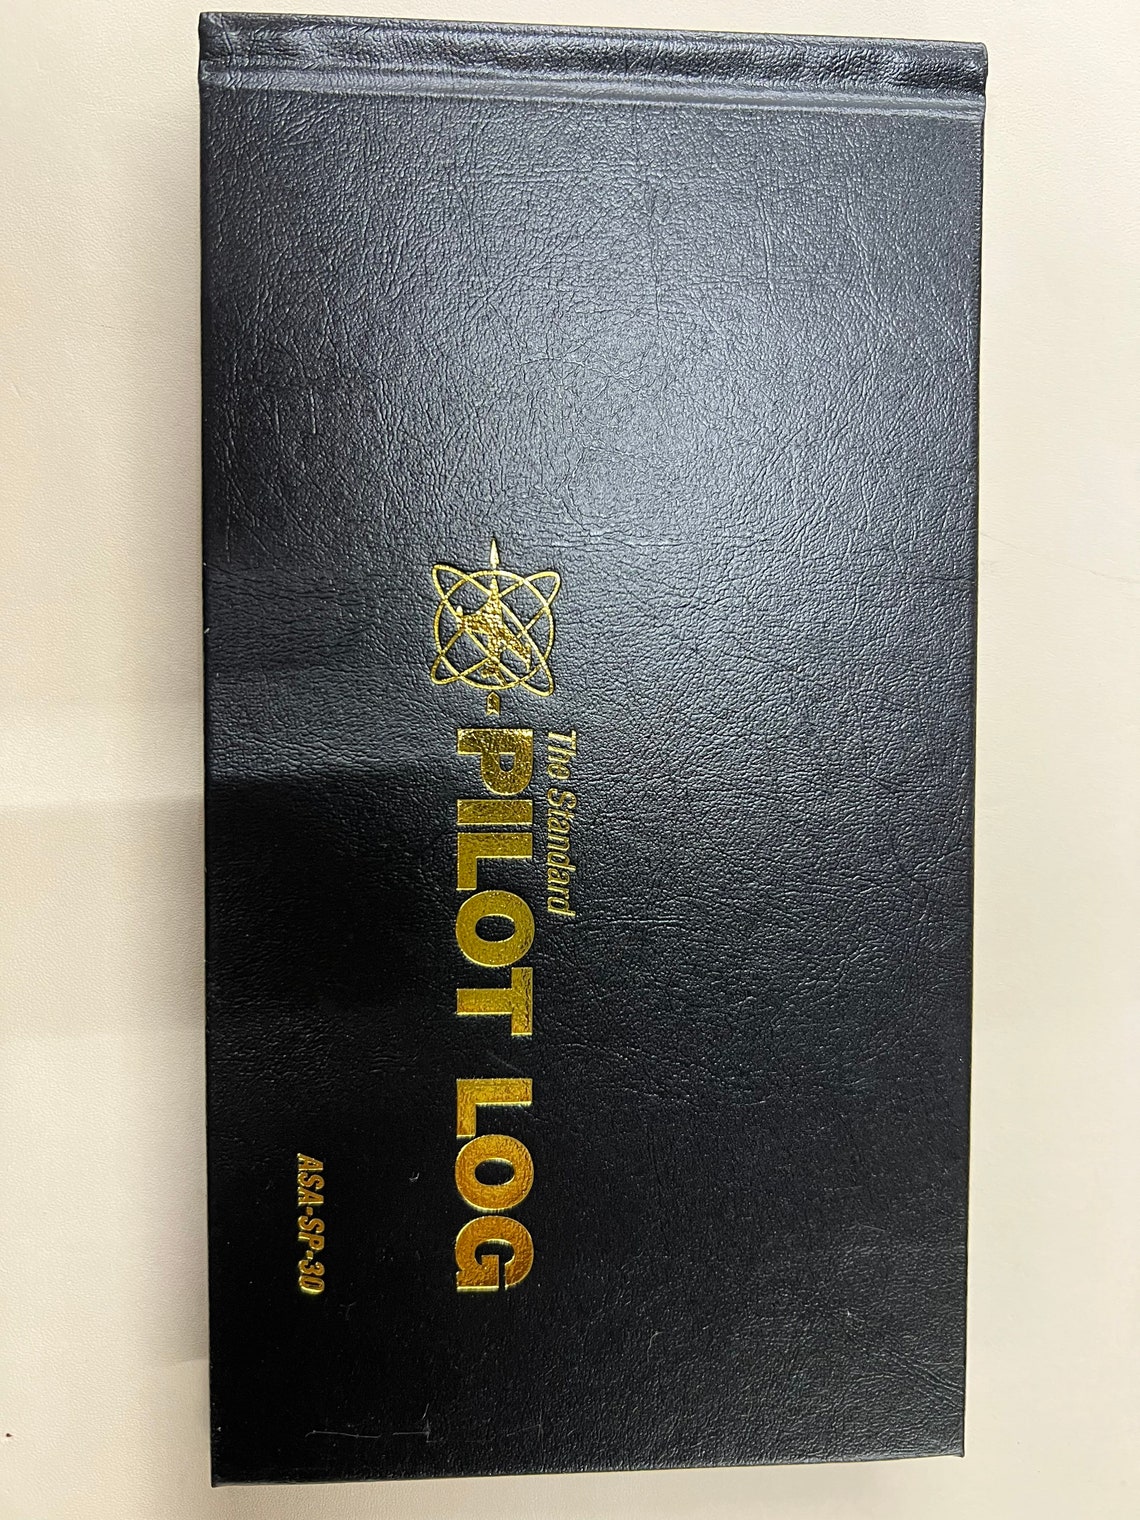 The Standard
PILOT LOG
ASA-SP-30